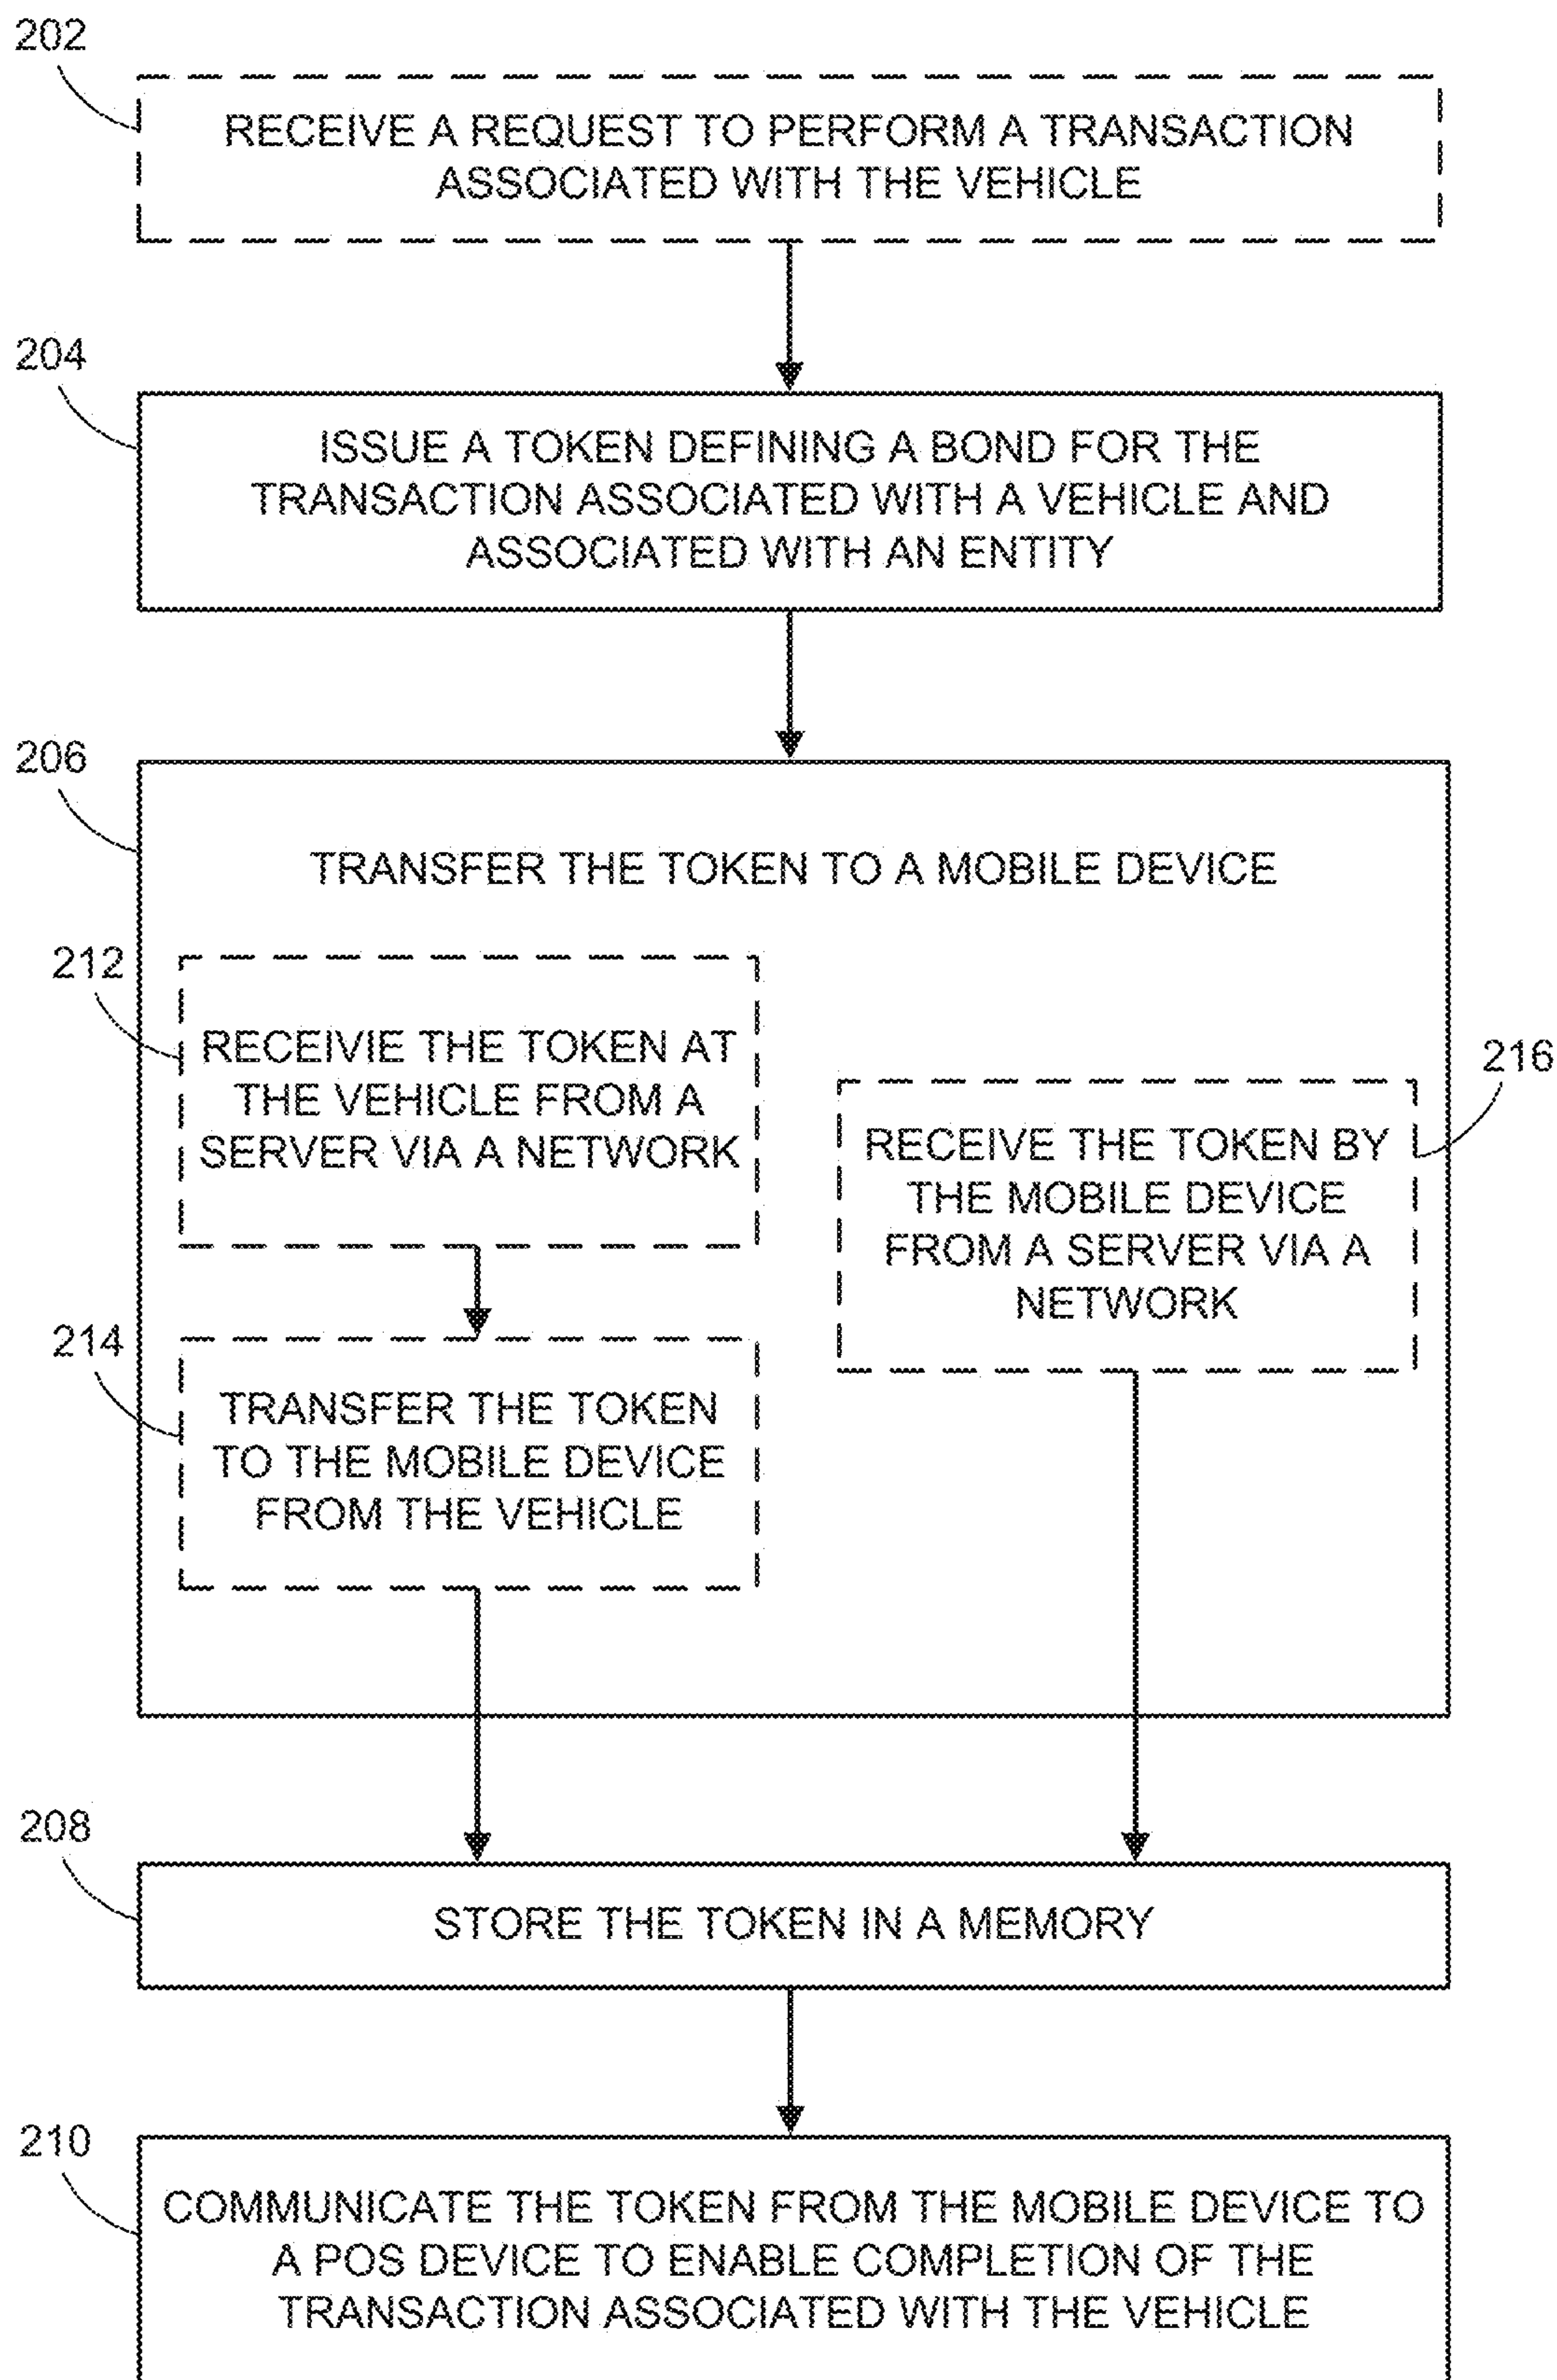 202
RECEIVE A REQUEST TO PERFORM A TRANSACTION
ASSOCIATED WITH THE VEHICLE
204
ISSUE A TOKEN DEFINING A BOND FOR THE
TRANSACTION ASSOCIATED WITH A VEHICLE AND
ASSOCIATED WITH AN ENTITY
206
TRANSFER THE TOKEN TO A MOBILE DEVICE
212
RECEIVIE THE TOKEN AT
THE VEHICLE FROM A
SERVER VIA A NETWORK
214
TRANSFER THE TOKEN
TO THE MOBILE DEVICE
FROM THE VEHICLE
216
RECEIVE THE TOKEN BY
THE MOBILE DEVICE
FROM A SERVER VIA A
NETWORK
208
STORE THE TOKEN IN A MEMORY
210
COMMUNICATE THE TOKEN FROM THE MOBILE DEVICE TO
A POS DEVICE TO ENABLE COMPLETION OF THE
TRANSACTION ASSOCIATED WITH THE VEHICLE